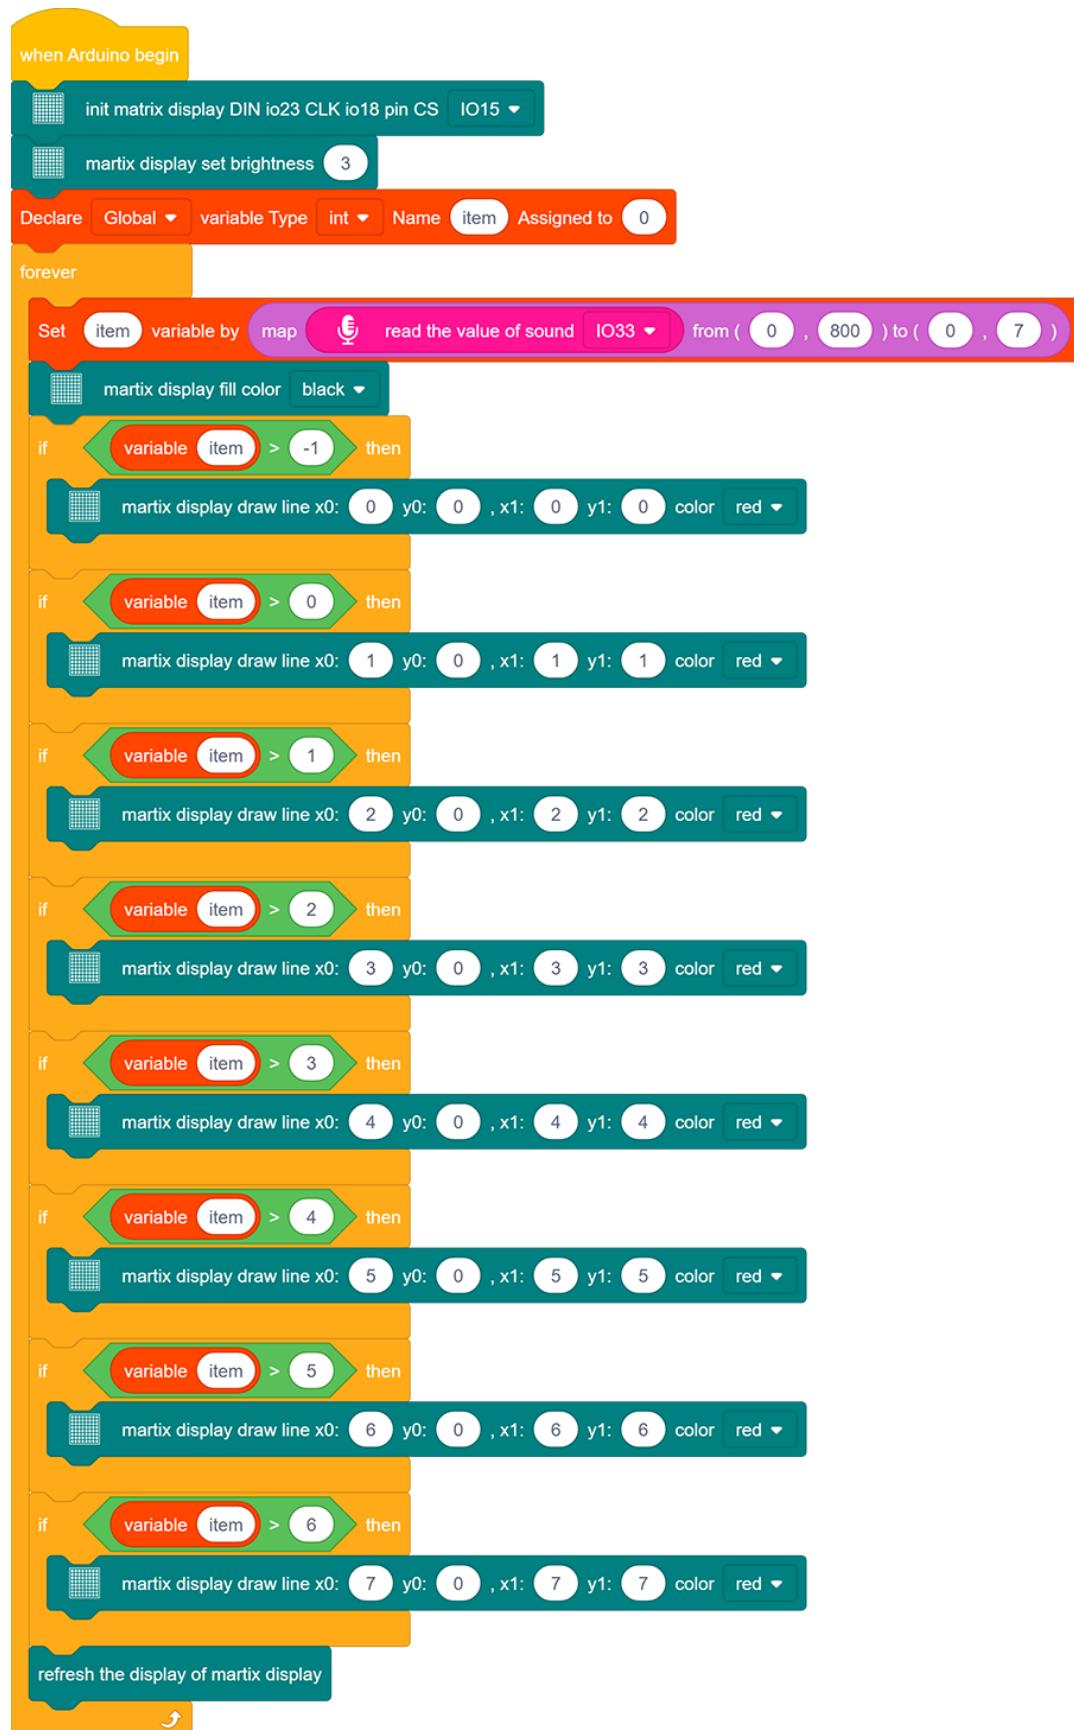 when Arduino begin
init matrix display DIN io23 CLK io18 pin CS IO15
martix display set brightness 3
Declare Global variable Type int Name item Assigned to 0
forever
Set item variable by map read the value of sound IO33 from ( 0 , 800 ) to ( 0 , 7 )
martix display fill color black
if variable item > -1 then
martix display draw line x0: 0 y0: 0 , x1: 0 y1: 0 color red
if variable item > 0 then
martix display draw line x0: 1 y0: 0 , x1: 1 y1: 1 color red
if variable item > 1 then
martix display draw line x0: 2 y0: 0 , x1: 2 y1: 2 color red
if variable item > 2 then
martix display draw line x0: 3 y0: 0 , x1: 3 y1: 3 color red
if variable item > 3 then
martix display draw line x0: 4 y0: 0 , x1: 4 y1: 4 color red
if variable item > 4 then
martix display draw line x0: 5 y0: 0 , x1: 5 y1: 5 color red
if variable item > 5 then
martix display draw line x0: 6 y0: 0 , x1: 6 y1: 6 color red
if variable item > 6 then
martix display draw line x0: 7 y0: 0 , x1: 7 y1: 7 color red
refresh the display of martix display